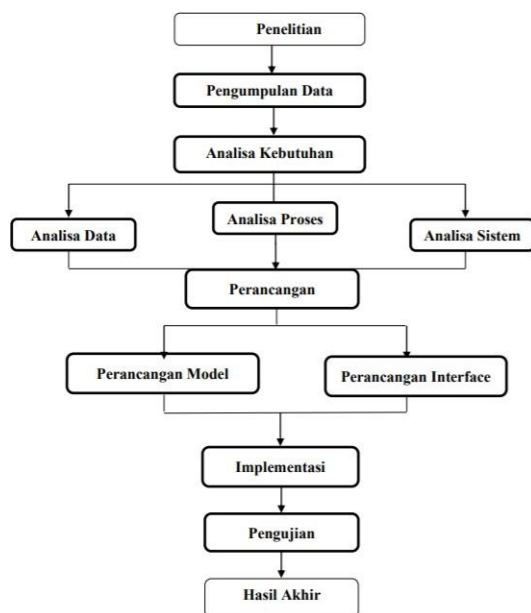 Penelitian
Pengumpulan Data
Analisa Kebutuhan
Analisa Data
Analisa Proses
Analisa Sistem
Perancangan
Perancangan Model
Perancangan Interface
Implementasi
Pengujian
Hasil Akhir